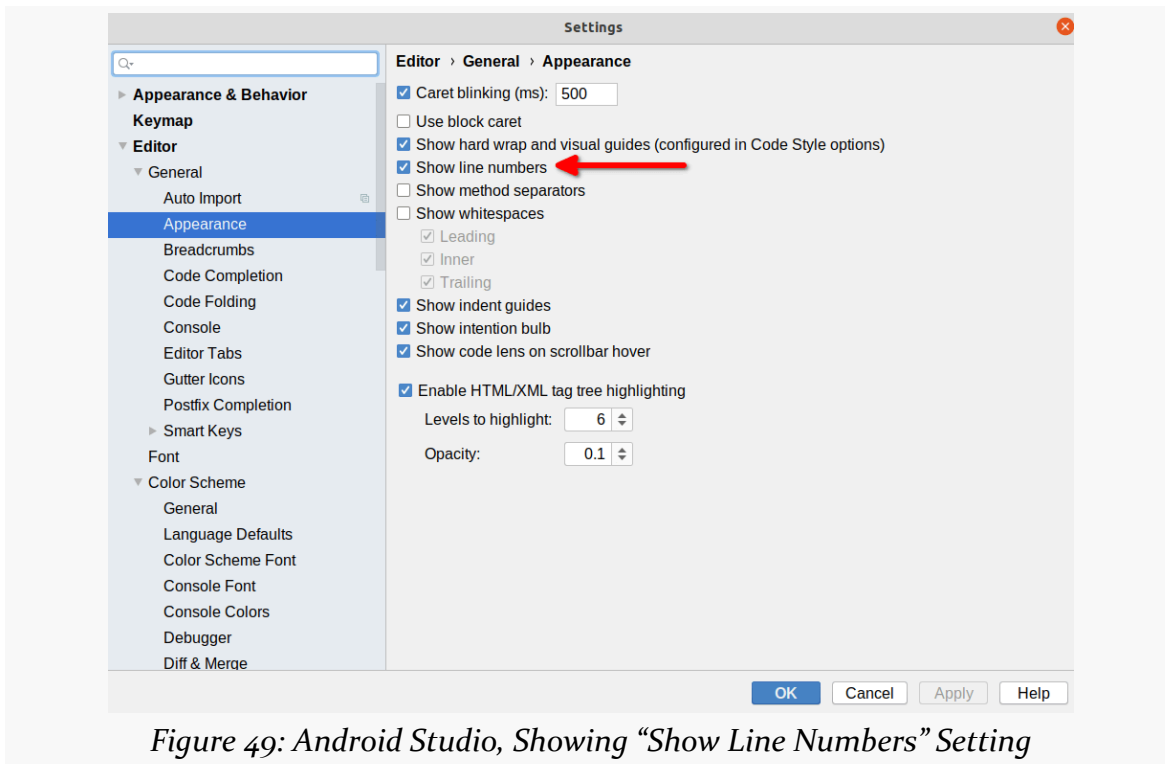 Settings
Appearance & Behavior
Keymap
Editor
General
Auto Import
Appearance
Breadcrumbs
Code Completion
Code Folding
Console
Editor Tabs
Gutter Icons
Postfix Completion
Smart Keys
Font
Color Scheme
General
Language Defaults
Color Scheme Font
Console Font
Console Colors
Debugger
Diff & Merge
Editor › General › Appearance
Caret blinking (ms): 500
Use block caret
Show hard wrap and visual guides (configured in Code Style options)
Show line numbers
Show method separators
Show whitespaces
Leading
Inner
Trailing
Show indent guides
Show intention bulb
Show code lens on scrollbar hover
Enable HTML/XML tag tree highlighting
Levels to highlight: 6
Opacity: 0.1
OK Cancel Apply Help
Figure 49: Android Studio, Showing “Show Line Numbers” Setting